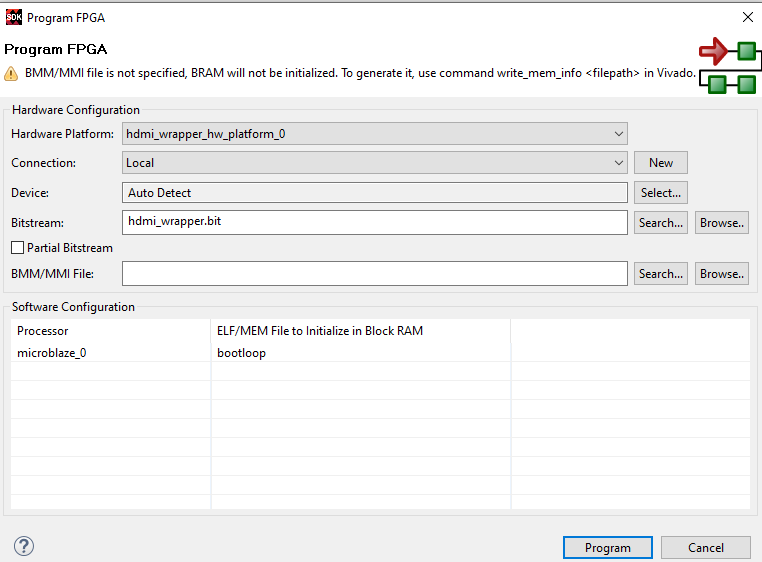 SDK Program FPGA
Program FPGA
BMM/MMI file is not specified, BRAM will not be initialized. To generate it, use command write_mem_info <filepath> in Vivado.
Hardware Configuration
Hardware Platform: hdmi_wrapper_hw_platform_0
Connection: Local New
Device: Auto Detect Select...
Bitstream: hdmi_wrapper.bit Search... Browse..
Partial Bitstream
BMM/MMI File: Search... Browse..
Software Configuration
Processor ELF/MEM File to Initialize in Block RAM
microblaze_0 bootloop
? Program Cancel